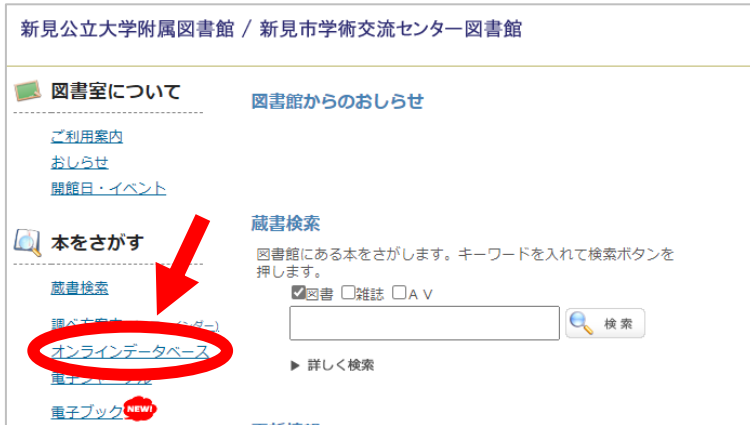 新見公立大学附属図書館 / 新見市学術交流センター図書館
図書室について
ご利用案内
おしらせ
開館日・イベント
本をさがす
蔵書検索
オンラインデータベース
電子ブック NEW!
図書館からのおしらせ
蔵書検索
図書館にある本をさがします。キーワードを入れて検索ボタンを
押します。
図書 雑誌 AV
検索
▶ 詳しく検索